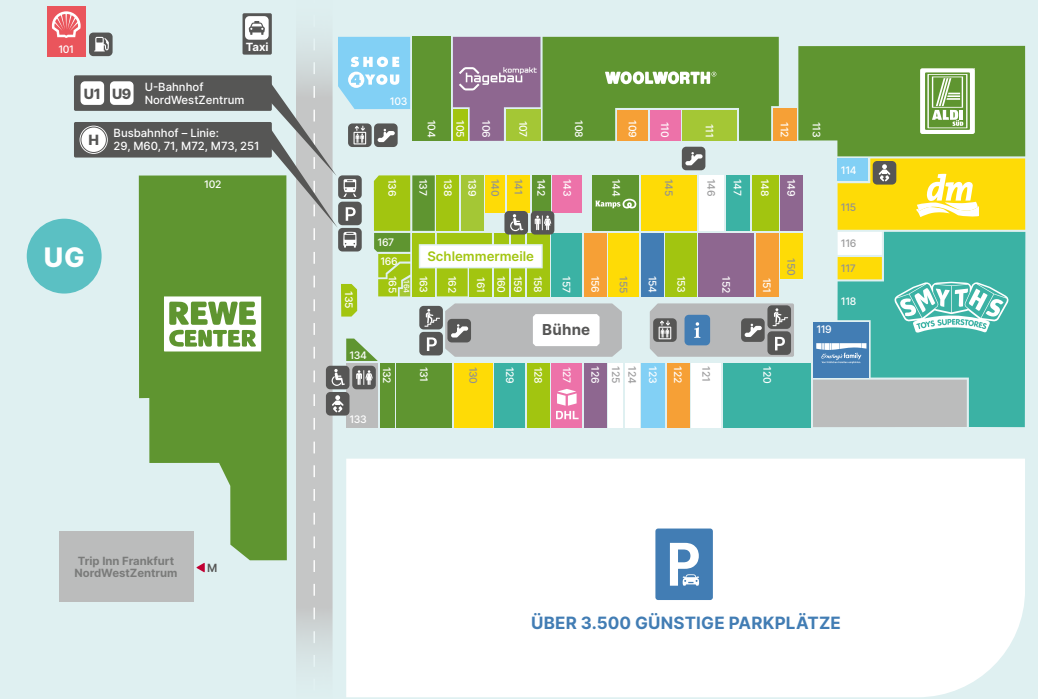 101
Taxi
U1 U9 U-Bahnhof
NordWestZentrum
H Busbahnhof – Linie:
29, M60, 71, M72, M73, 251
SHOE
4YOU
103
104
105
hagebau kompakt
106
107
WOOLWORTH®
108
109
110
111
112
113
ALDI
SÜD
102
REWE
CENTER
UG
P
136
137
138
139
140
141
142
143
144
Kamps
145
146
147
148
149
114
115
dm
116
117
118
SMYTHS
TOYS SUPERSTORES
119
Ernsting's family
167
166
165
164
Schlemmermeile
163
162
161
160
159
158
157
156
155
154
153
152
151
150
135
134
P
Bühne
i
P
133
132
131
130
129
128
127
DHL
126
125
124
123
122
121
120
Trip Inn Frankfurt
NordWestZentrum
M
P
ÜBER 3.500 GÜNSTIGE PARKPLÄTZE